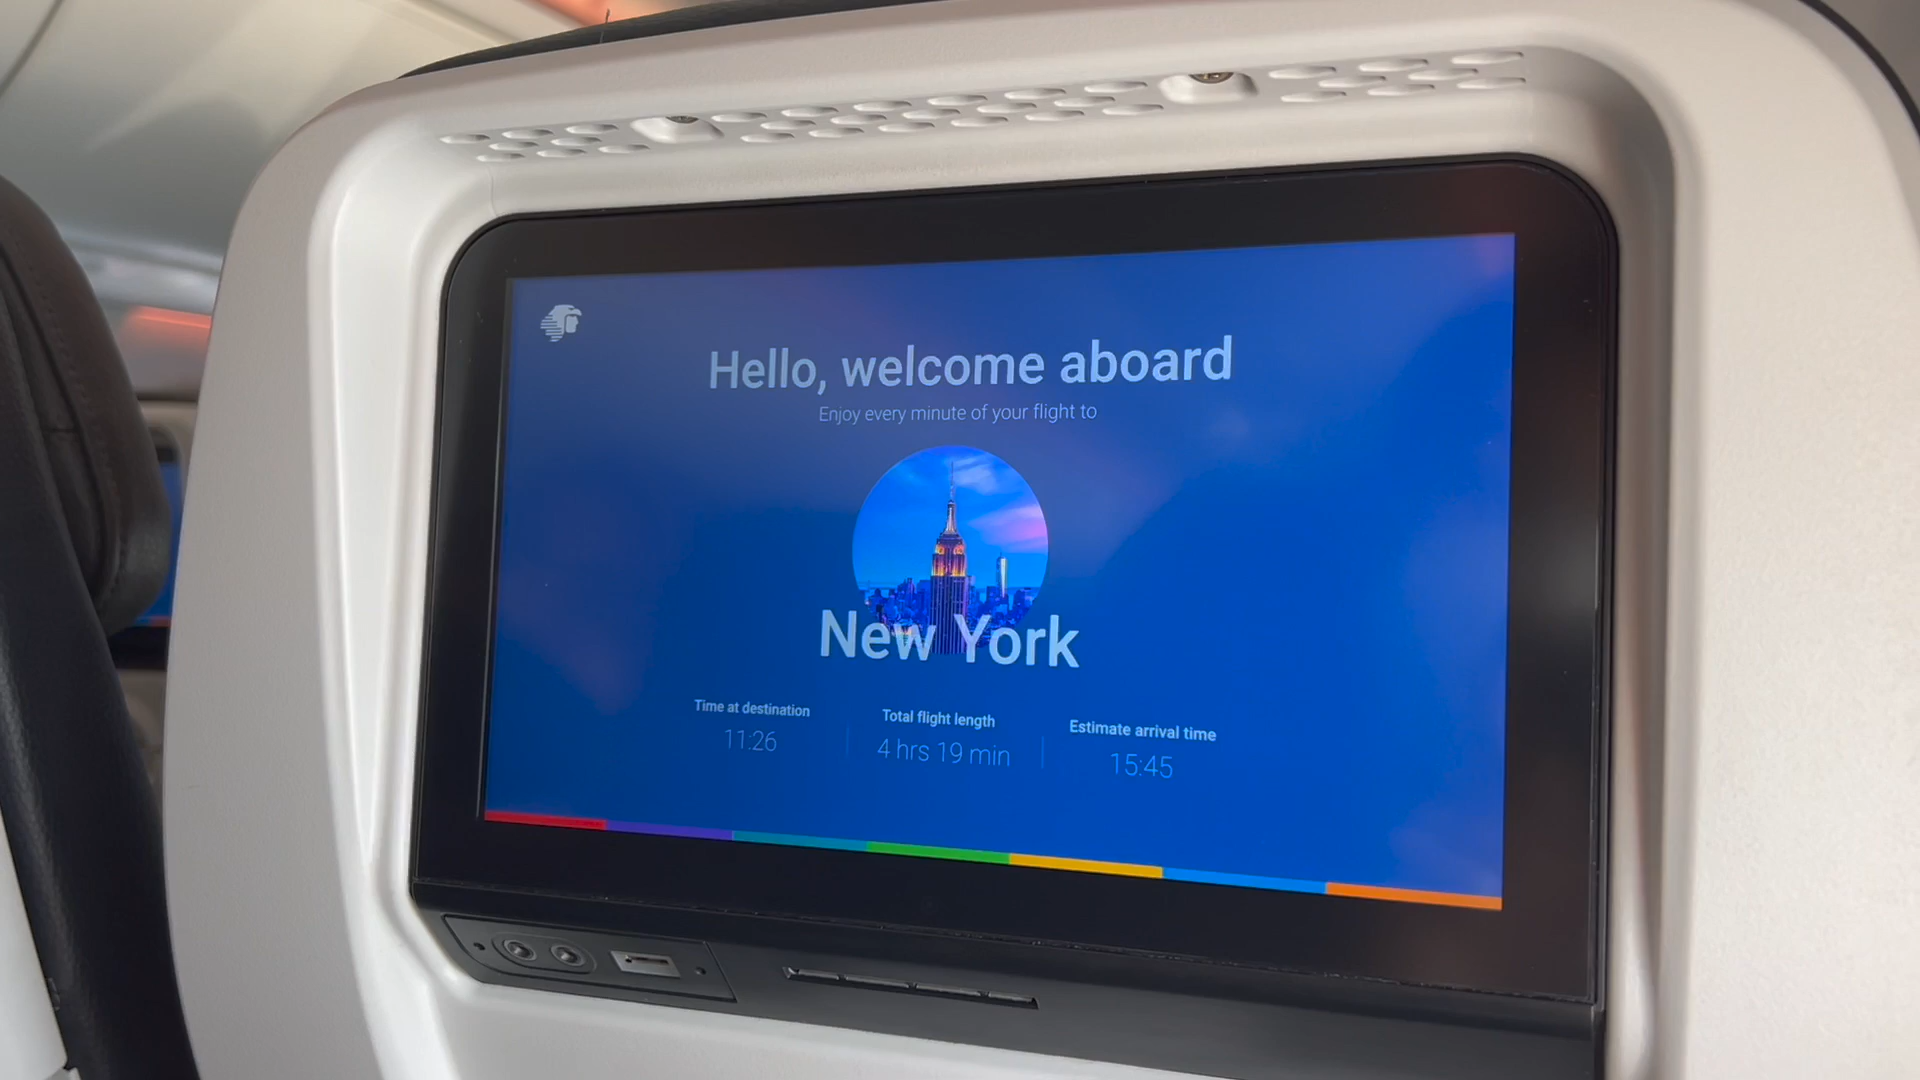 Hello, welcome aboard
Enjoy every minute of your flight to
New York
Time at destination
11:26
Total flight length
4 hrs 19 min
Estimate arrival time
15:45